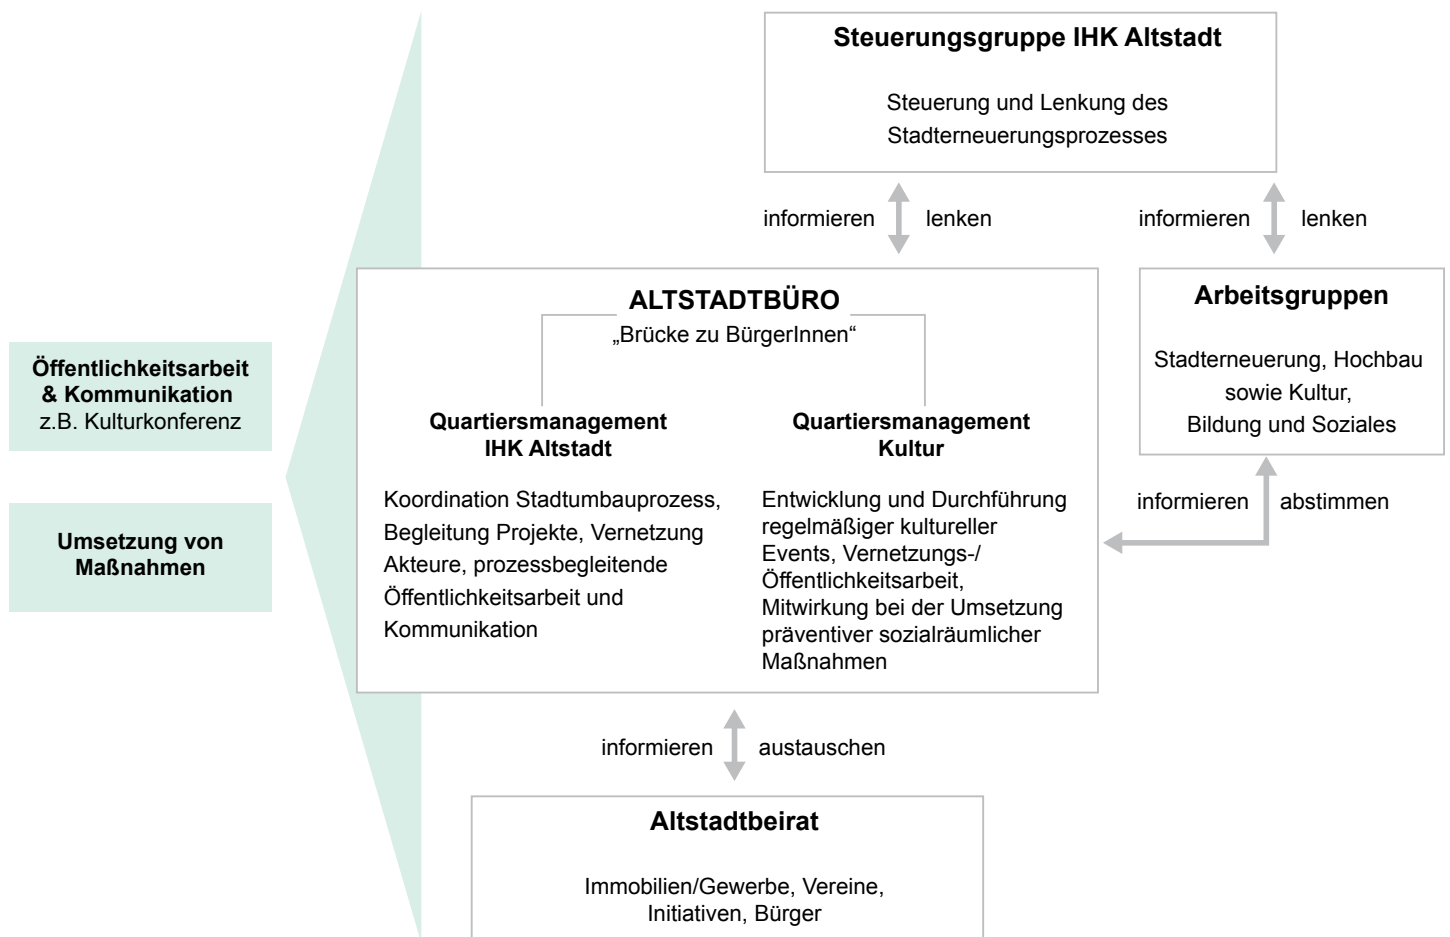 Steuerungsgruppe IHK Altstadt
Steuerung und Lenkung des
Stadterneuerungsprozesses
informieren lenken
informieren lenken
ALTSTADTBÜRO
„Brücke zu BürgerInnen“
Quartiersmanagement
IHK Altstadt
Koordination Stadtumbauprozess,
Begleitung Projekte, Vernetzung
Akteure, prozessbegleitende
Öffentlichkeitsarbeit und
Kommunikation
Quartiersmanagement
Kultur
Entwicklung und Durchführung
regelmäßiger kultureller
Events, Vernetzungs-/
Öffentlichkeitsarbeit,
Mitwirkung bei der Umsetzung
präventiver sozialräumlicher
Maßnahmen
Arbeitsgruppen
Stadterneuerung, Hochbau
sowie Kultur,
Bildung und Soziales
informieren abstimmen
Öffentlichkeitsarbeit
& Kommunikation
z.B. Kulturkonferenz
Umsetzung von
Maßnahmen
informieren austauschen
Altstadtbeirat
Immobilien/Gewerbe, Vereine,
Initiativen, Bürger